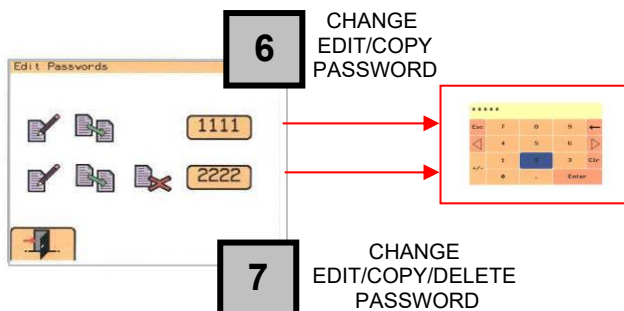 6
CHANGE
EDIT/COPY
PASSWORD
Edit Passwords
1111
2222
*****
Esc 7 8 9 ←
4 5 6
1 2 3 Clr
+/-
0 . Enter
7
CHANGE
EDIT/COPY/DELETE
PASSWORD